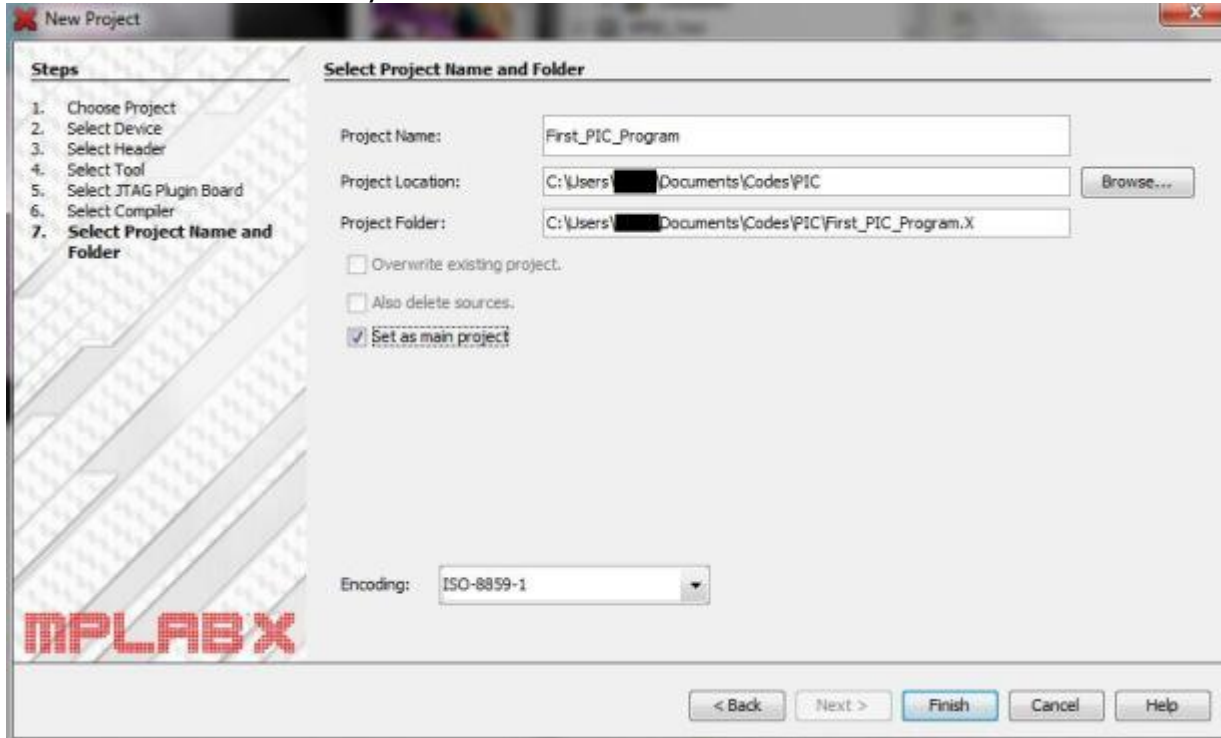 New Project
Steps
1. Choose Project
2. Select Device
3. Select Header
4. Select Tool
5. Select JTAG Plugin Board
6. Select Compiler
7. Select Project Name and
Folder
Select Project Name and Folder
Project Name: First_PIC_Program
Project Location: C:\Users\ \Documents\Codes\PIC Browse...
Project Folder: C:\Users\ Documents\Codes\PIC\First_PIC_Program.X
Overwrite existing project.
Also delete sources.
Set as main project
Encoding: ISO-8859-1
MPLABX
< Back Next > Finish Cancel Help